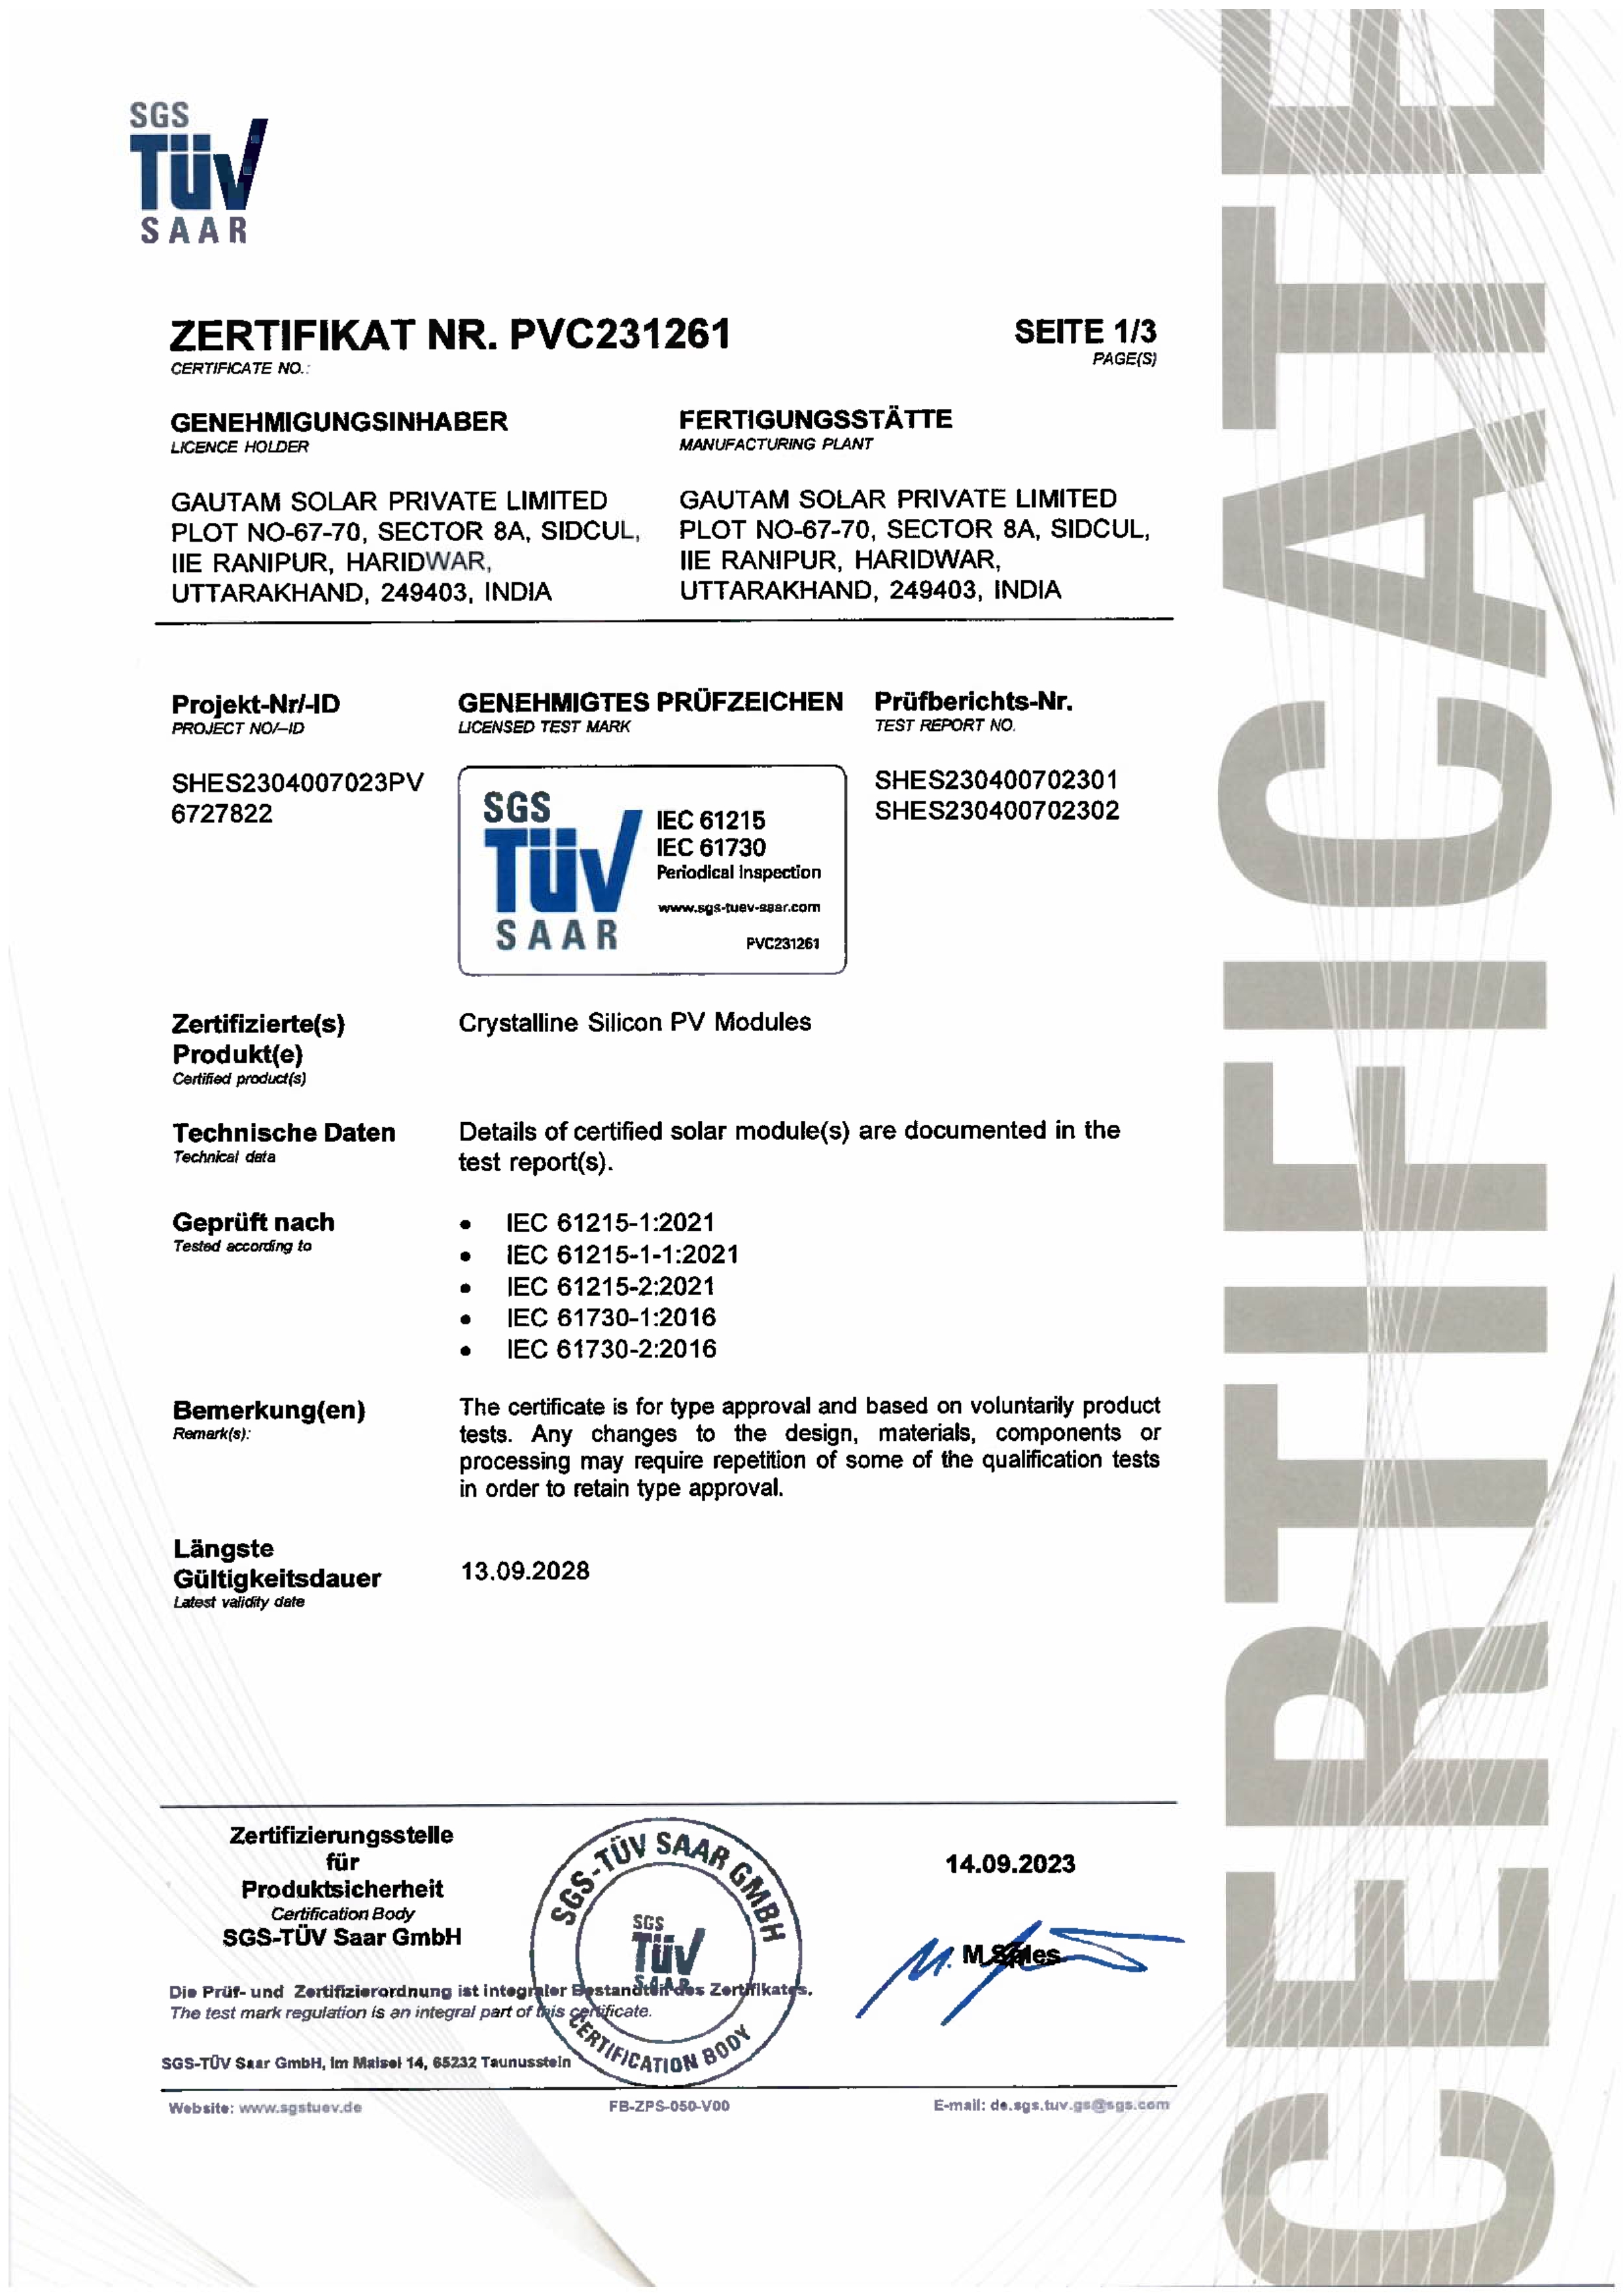 SGS
TÜV
SAAR
ZERTIFIKAT NR. PVC231261
CERTIFICATE NO.:
SEITE 1/3
PAGE(S)
GENEHMIGUNGSINHABER
LICENCE HOLDER
GAUTAM SOLAR PRIVATE LIMITED
PLOT NO-67-70, SECTOR 8A, SIDCUL,
IIE RANIPUR, HARIDWAR,
UTTARAKHAND, 249403, INDIA
FERTIGUNGSSTÄTTE
MANUFACTURING PLANT
GAUTAM SOLAR PRIVATE LIMITED
PLOT NO-67-70, SECTOR 8A, SIDCUL,
IIE RANIPUR, HARIDWAR,
UTTARAKHAND, 249403, INDIA
Projekt-Nr/-ID
PROJECT NO/–ID
SHES2304007023PV
6727822
GENEHMIGTES PRÜFZEICHEN
LICENSED TEST MARK
SGS
TÜV
SAAR
IEC 61215
IEC 61730
Periodical Inspection
www.sgs-tuev-saar.com
PVC231261
Prüfberichts-Nr.
TEST REPORT NO.
SHES230400702301
SHES230400702302
Zertifizierte(s)
Produkt(e)
Certified product(s)
Crystalline Silicon PV Modules
Technische Daten
Technical data
Details of certified solar module(s) are documented in the
test report(s).
Geprüft nach
Tested according to
• IEC 61215-1:2021
• IEC 61215-1-1:2021
• IEC 61215-2:2021
• IEC 61730-1:2016
• IEC 61730-2:2016
Bemerkung(en)
Remark(s):
The certificate is for type approval and based on voluntarily product
tests. Any changes to the design, materials, components or
processing may require repetition of some of the qualification tests
in order to retain type approval.
Längste
Gültigkeitsdauer
Latest validity date
13.09.2028
Zertifizierungsstelle
für
Produktsicherheit
Certification Body
SGS-TÜV Saar GmbH
SGS-TÜV SAAR GMBH
SGS
TÜV
SAAR
CERTIFICATION BODY
14.09.2023
M.
Die Prüf- und Zertifizierordnung ist integraler Bestandteil des Zertifikates.
The test mark regulation is an integral part of this certificate.
SGS-TÜV Saar GmbH, Im Maisel 14, 65232 Taunusstein
Website: www.sgstuev.de
FB-ZPS-050-V00
E-mail: de.sgs.tuv.gs@sgs.com
CERTIFICATE